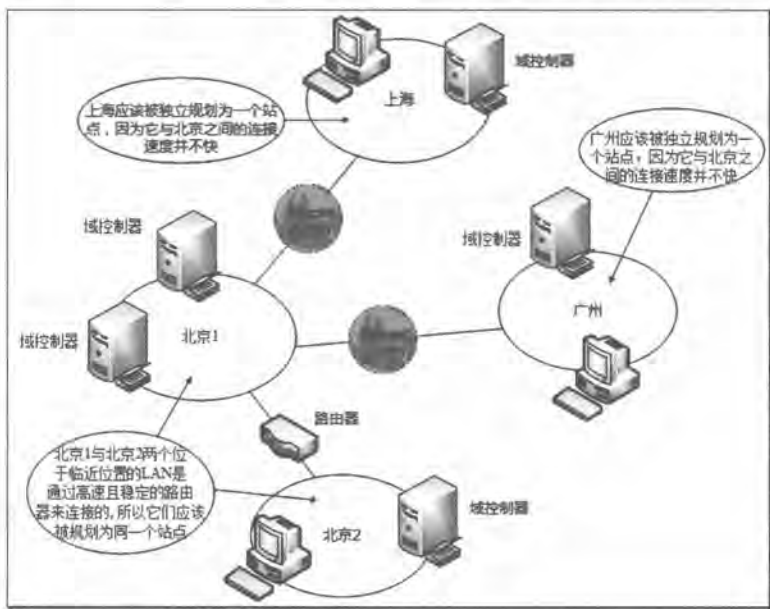 域控制器
上海
上海应该被独立规划为一个站
点，因为它与北京之间的连接
速度并不快
广州应该被独立规划为一
个站点，因为它与北京之
间的连接速度并不快
域控制器
域控制器
广州
域控制器
北京1
路由器
北京1与北京2两个位
于临近位置的LAN是
通过高速且稳定的路由
器来连接的,所以它们应该
被规划为同一个站点
域控制器
北京2